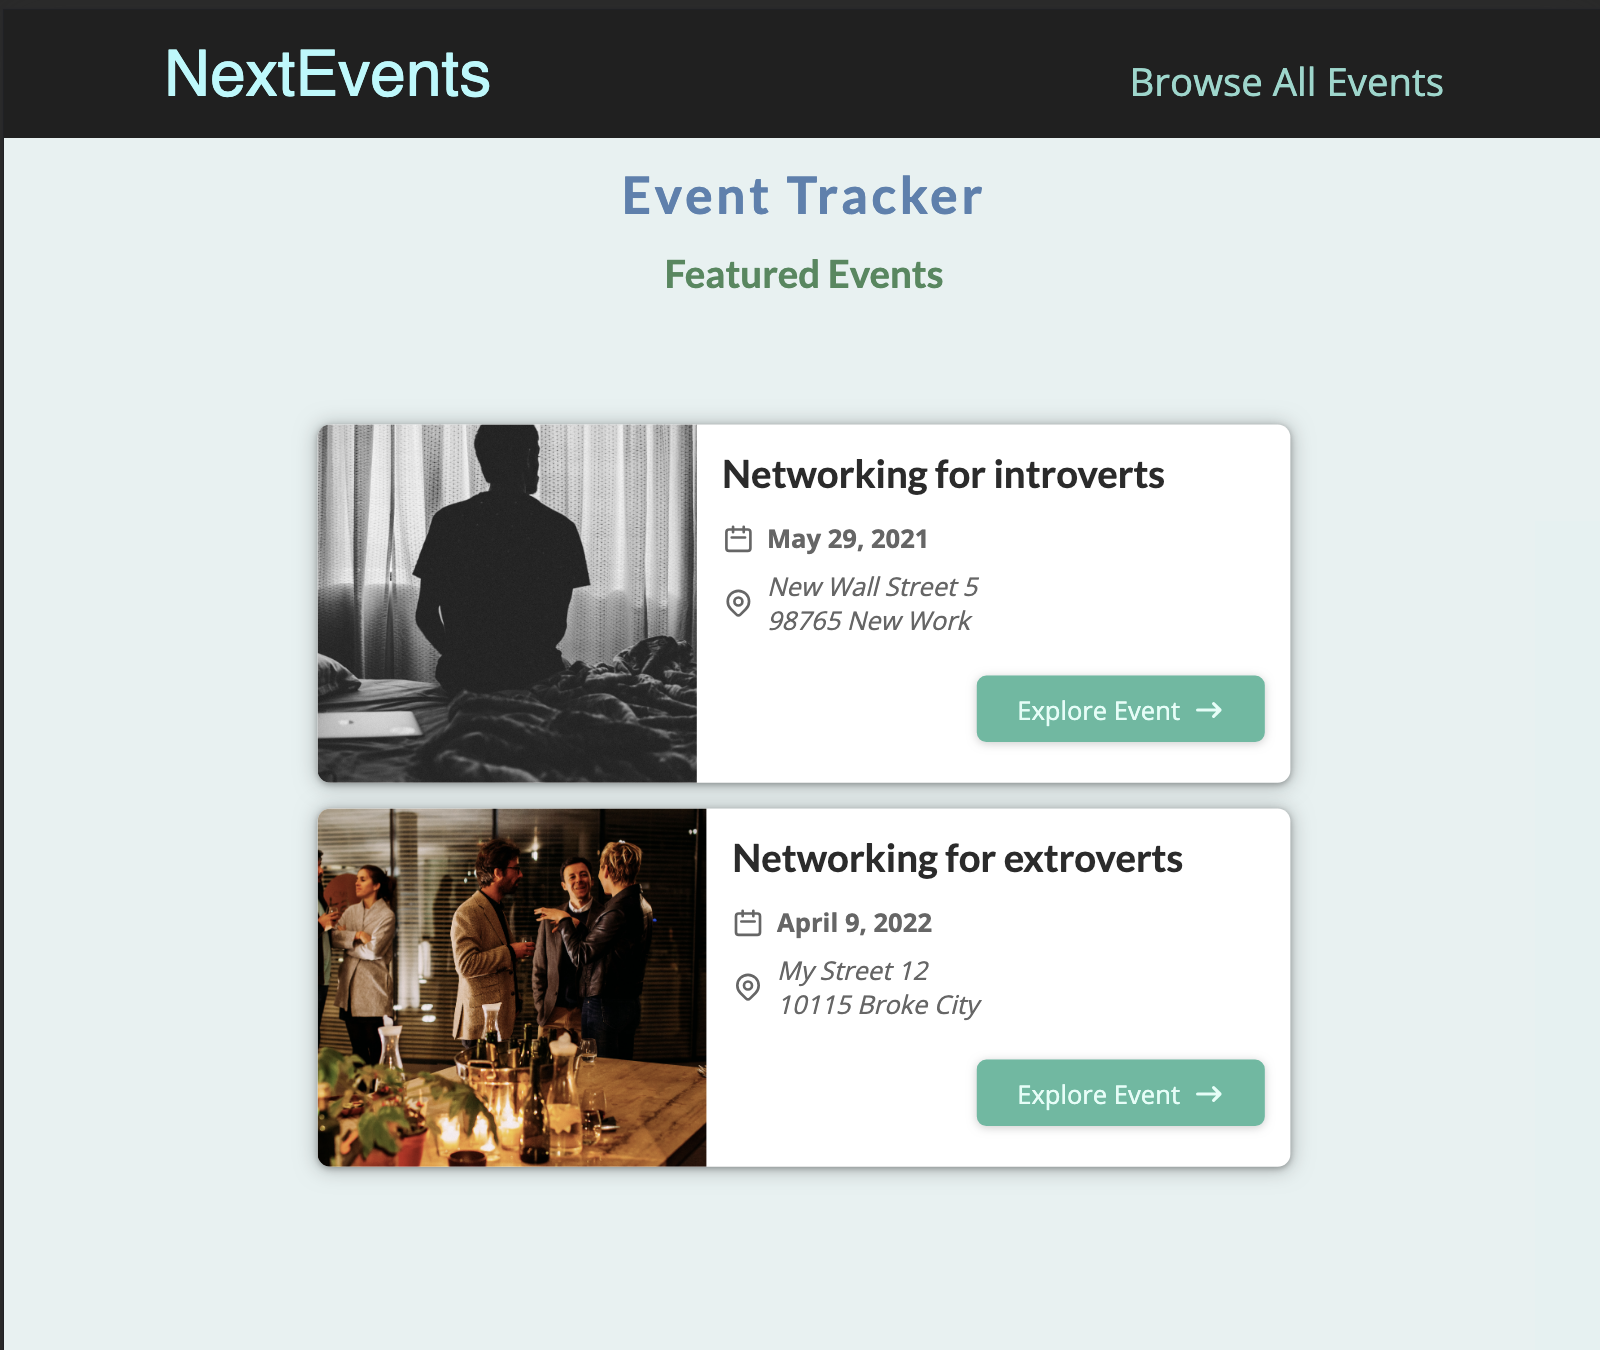 NextEvents
Browse All Events
Event Tracker
Featured Events
Networking for introverts
May 29, 2021
New Wall Street 5
98765 New Work
Explore Event →
Networking for extroverts
April 9, 2022
My Street 12
10115 Broke City
Explore Event →